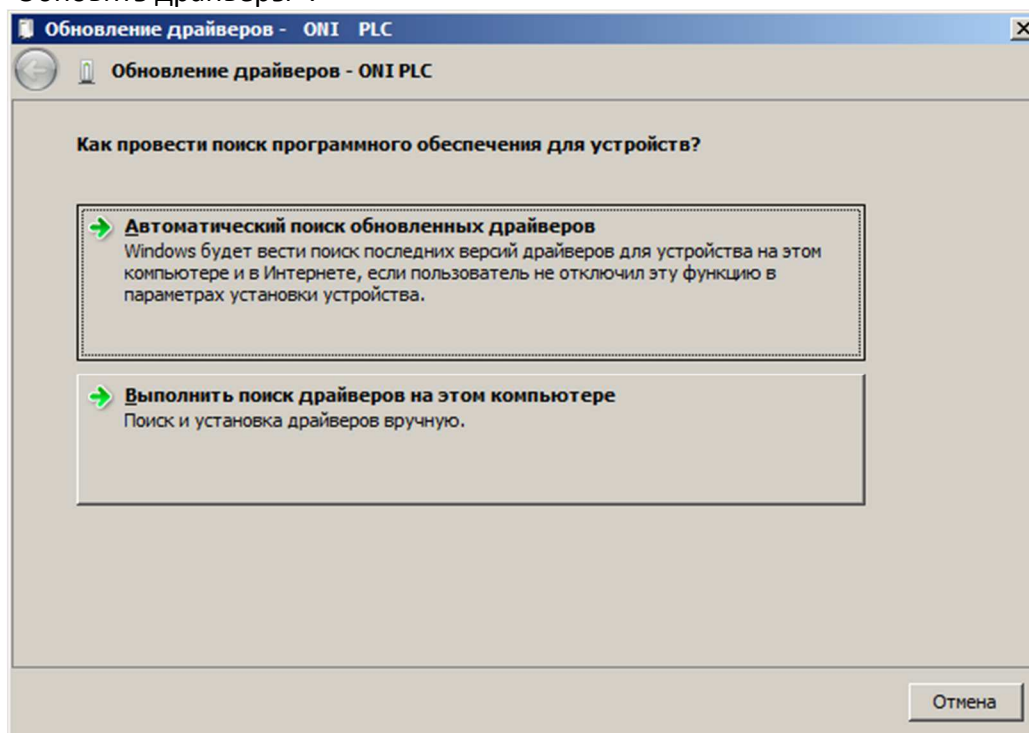 Обновить драйверы
Обновление драйверов - ONI PLC
Обновление драйверов - ONI PLC
Как провести поиск программного обеспечения для устройств?
Автоматический поиск обновленных драйверов
Windows будет вести поиск последних версий драйверов для устройства на этом
компьютере и в Интернете, если пользователь не отключил эту функцию в
параметрах установки устройства.
Выполнить поиск драйверов на этом компьютере
Поиск и установка драйверов вручную.
Отмена